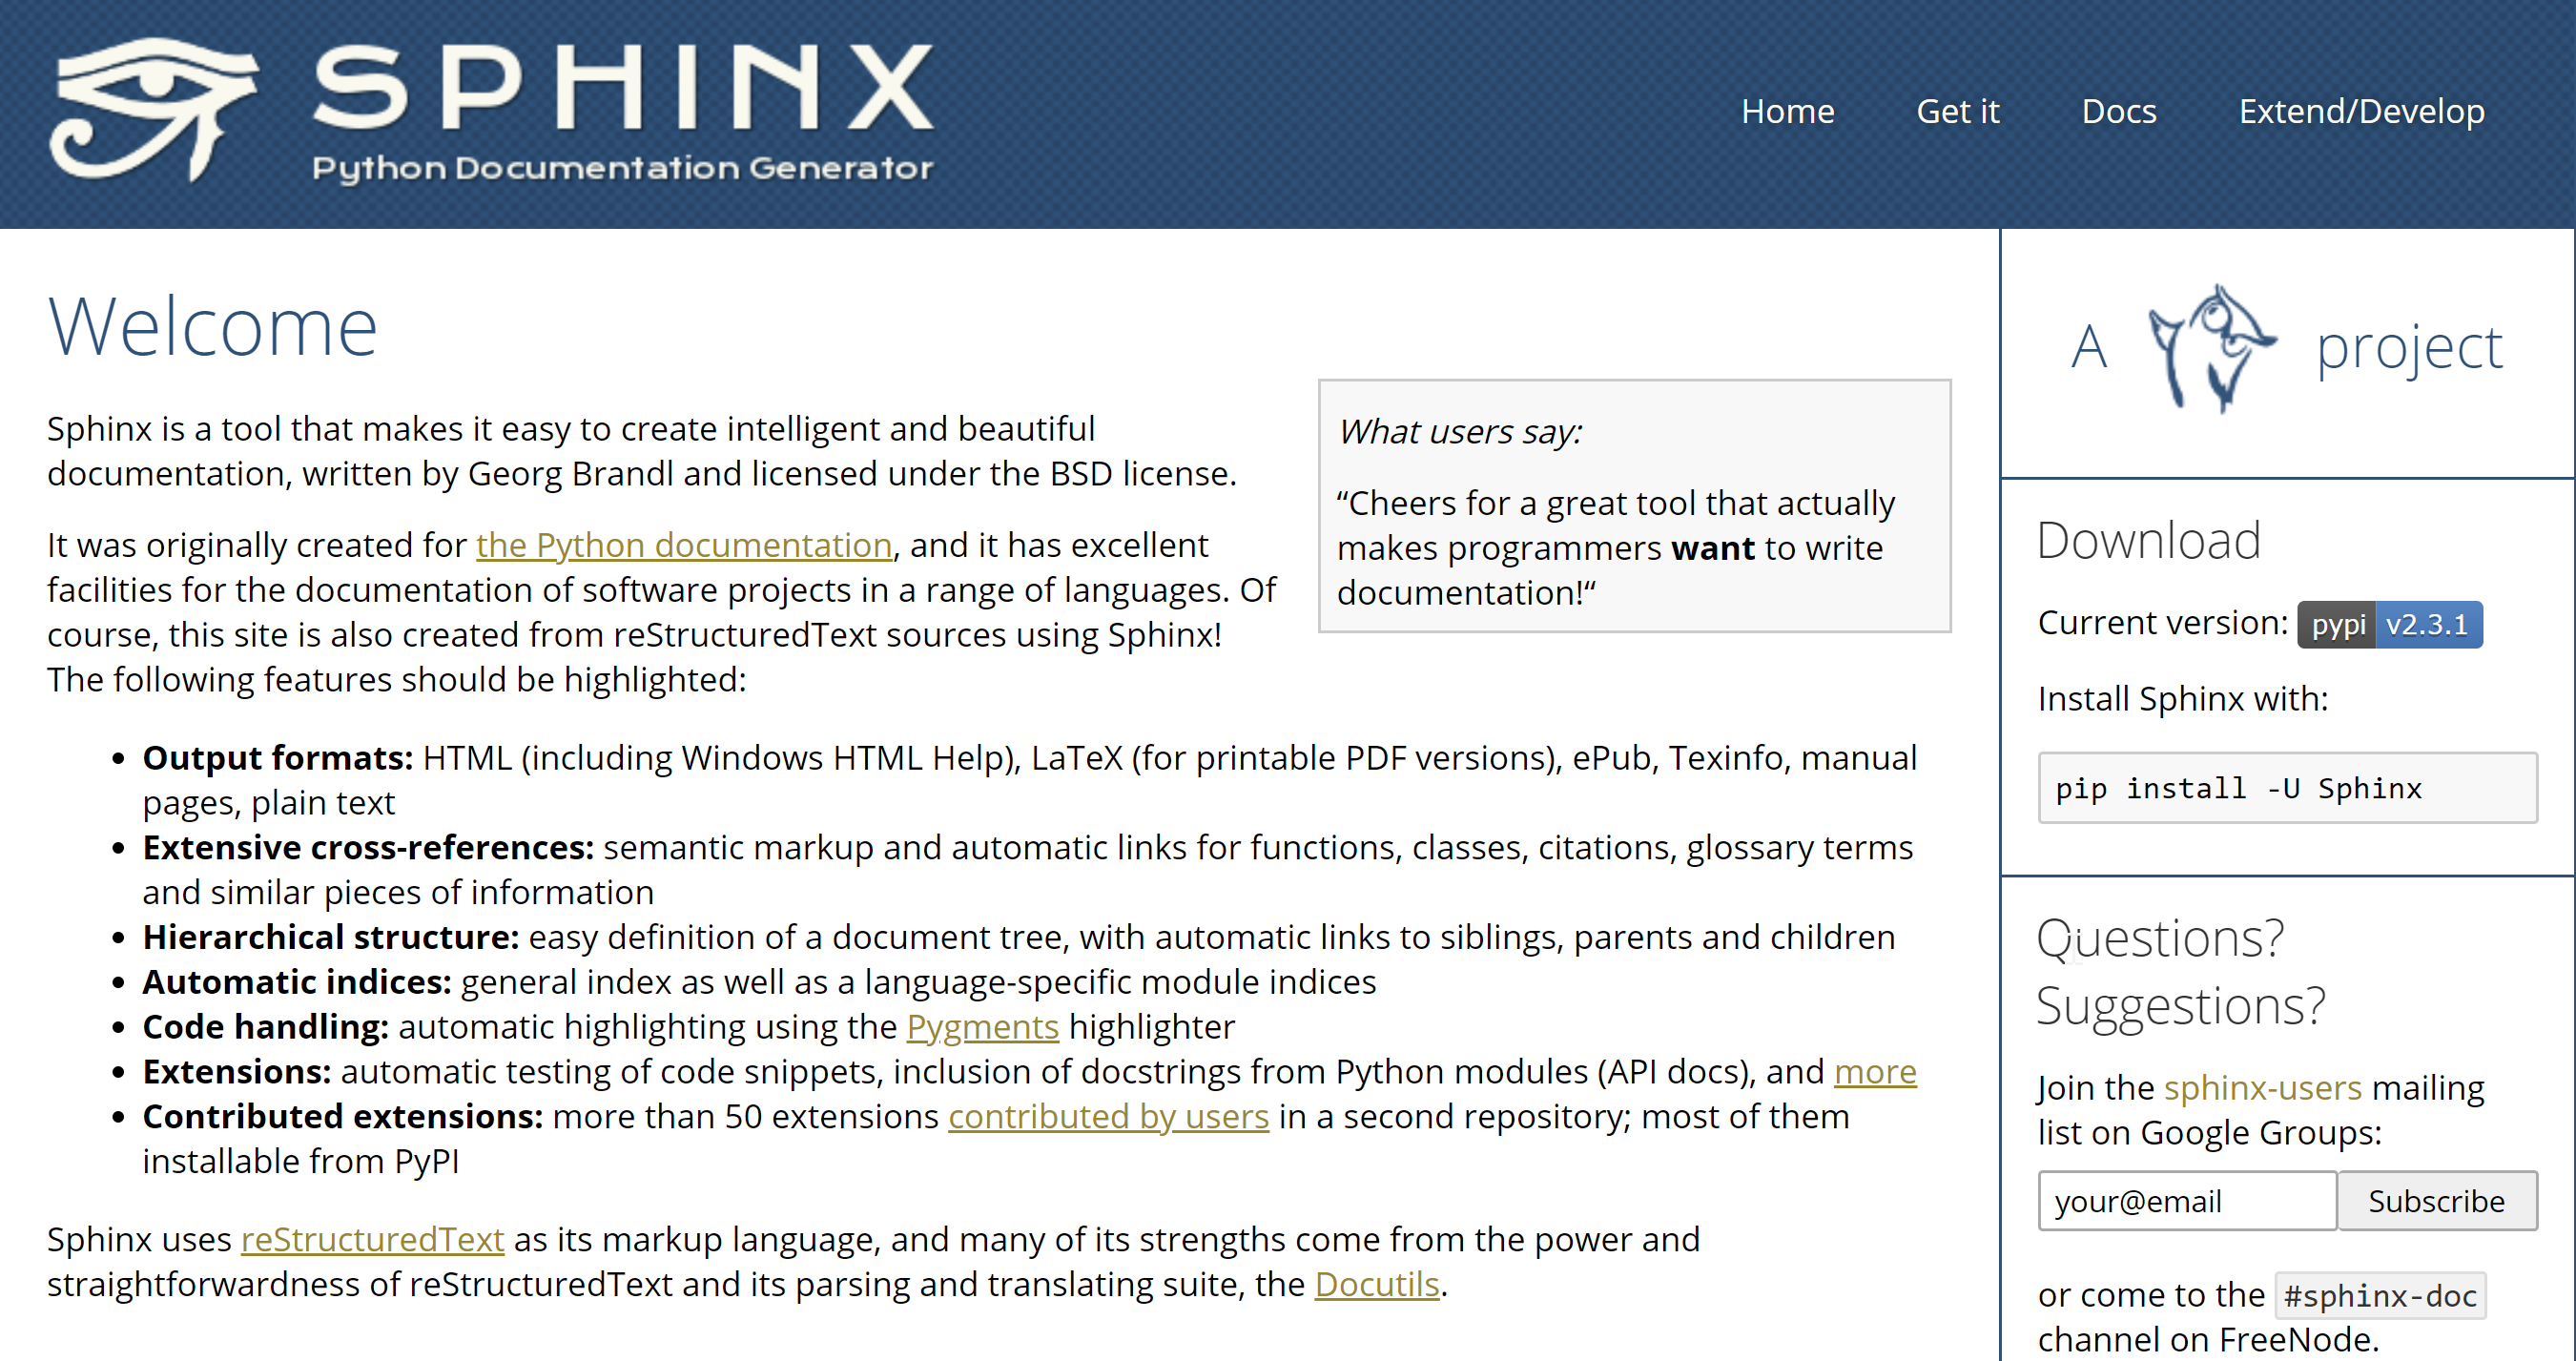 SPHINX
Python Documentation Generator
Home
Get it
Docs
Extend/Develop
Welcome
Sphinx is a tool that makes it easy to create intelligent and beautiful
documentation, written by Georg Brandl and licensed under the BSD license.
It was originally created for the Python documentation, and it has excellent
facilities for the documentation of software projects in a range of languages. Of
course, this site is also created from reStructuredText sources using Sphinx!
The following features should be highlighted:
What users say:
“Cheers for a great tool that actually
makes programmers want to write
documentation!“
• Output formats: HTML (including Windows HTML Help), LaTeX (for printable PDF versions), ePub, Texinfo, manual
pages, plain text
• Extensive cross-references: semantic markup and automatic links for functions, classes, citations, glossary terms
and similar pieces of information
• Hierarchical structure: easy definition of a document tree, with automatic links to siblings, parents and children
• Automatic indices: general index as well as a language-specific module indices
• Code handling: automatic highlighting using the Pygments highlighter
• Extensions: automatic testing of code snippets, inclusion of docstrings from Python modules (API docs), and more
• Contributed extensions: more than 50 extensions contributed by users in a second repository; most of them
installable from PyPI
Sphinx uses reStructuredText as its markup language, and many of its strengths come from the power and
straightforwardness of reStructuredText and its parsing and translating suite, the Docutils.
A project
Download
Current version: pypi v2.3.1
Install Sphinx with:
pip install -U Sphinx
Questions?
Suggestions?
Join the sphinx-users mailing
list on Google Groups:
your@email
Subscribe
or come to the #sphinx-doc
channel on FreeNode.